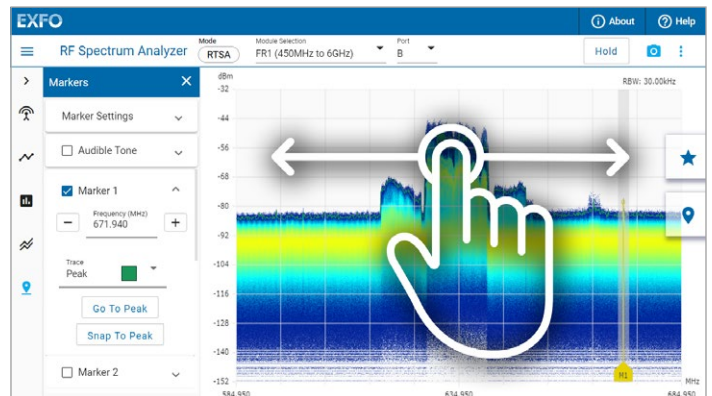 EXFO
About
Help
RF Spectrum Analyzer
Mode
RTSA
Module Selection
FR1 (450MHz to 6GHz)
Port
B
Hold
Markers
Marker Settings
Audible Tone
Marker 1
Frequency (MHz)
671.940
Trace
Peak
Go To Peak
Snap To Peak
Marker 2
dBm
RBW: 30.00kHz
-32
-44
-56
-68
-80
-92
-104
-116
-128
-140
-152
M1
MHz
584.950
634.950
684.950